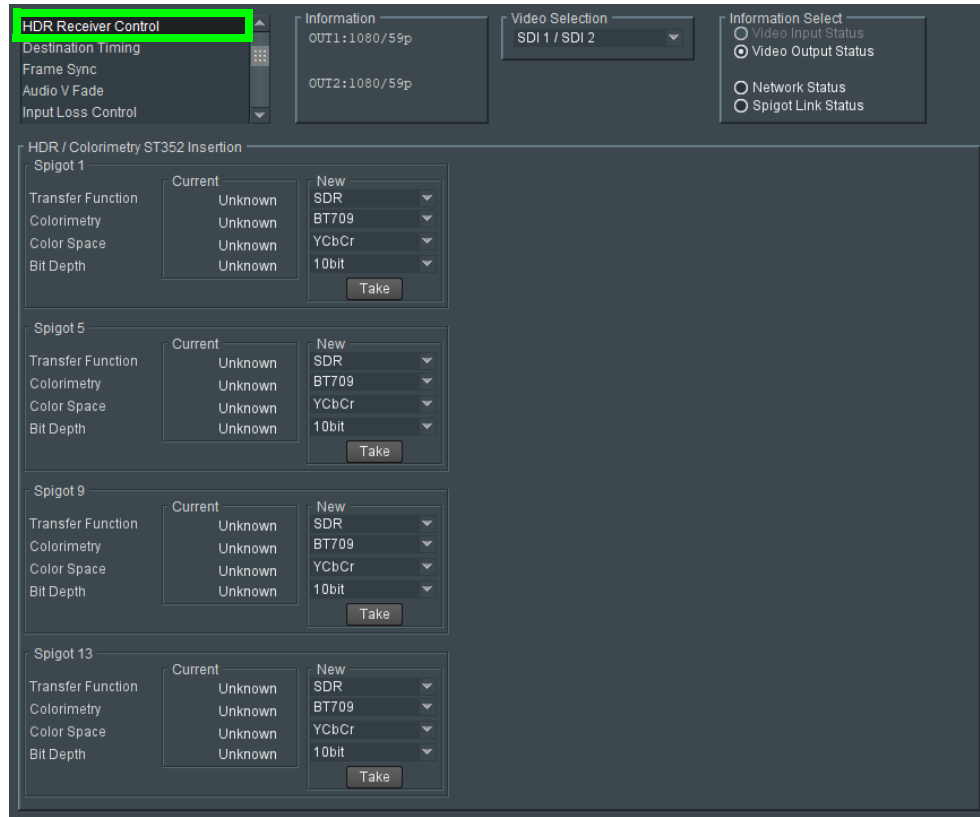 HDR Receiver Control
Destination Timing
Frame Sync
Audio V Fade
Input Loss Control
Information
OUT1:1080/59p
OUT2:1080/59p
Video Selection
SDI 1 / SDI 2
Information Select
Video Input Status
Video Output Status
Network Status
Spigot Link Status
HDR / Colorimetry ST352 Insertion
Spigot 1
Current New
Transfer Function Unknown SDR
Colorimetry Unknown BT709
Color Space Unknown YCbCr
Bit Depth Unknown 10bit
Take
Spigot 5
Current New
Transfer Function Unknown SDR
Colorimetry Unknown BT709
Color Space Unknown YCbCr
Bit Depth Unknown 10bit
Take
Spigot 9
Current New
Transfer Function Unknown SDR
Colorimetry Unknown BT709
Color Space Unknown YCbCr
Bit Depth Unknown 10bit
Take
Spigot 13
Current New
Transfer Function Unknown SDR
Colorimetry Unknown BT709
Color Space Unknown YCbCr
Bit Depth Unknown 10bit
Take